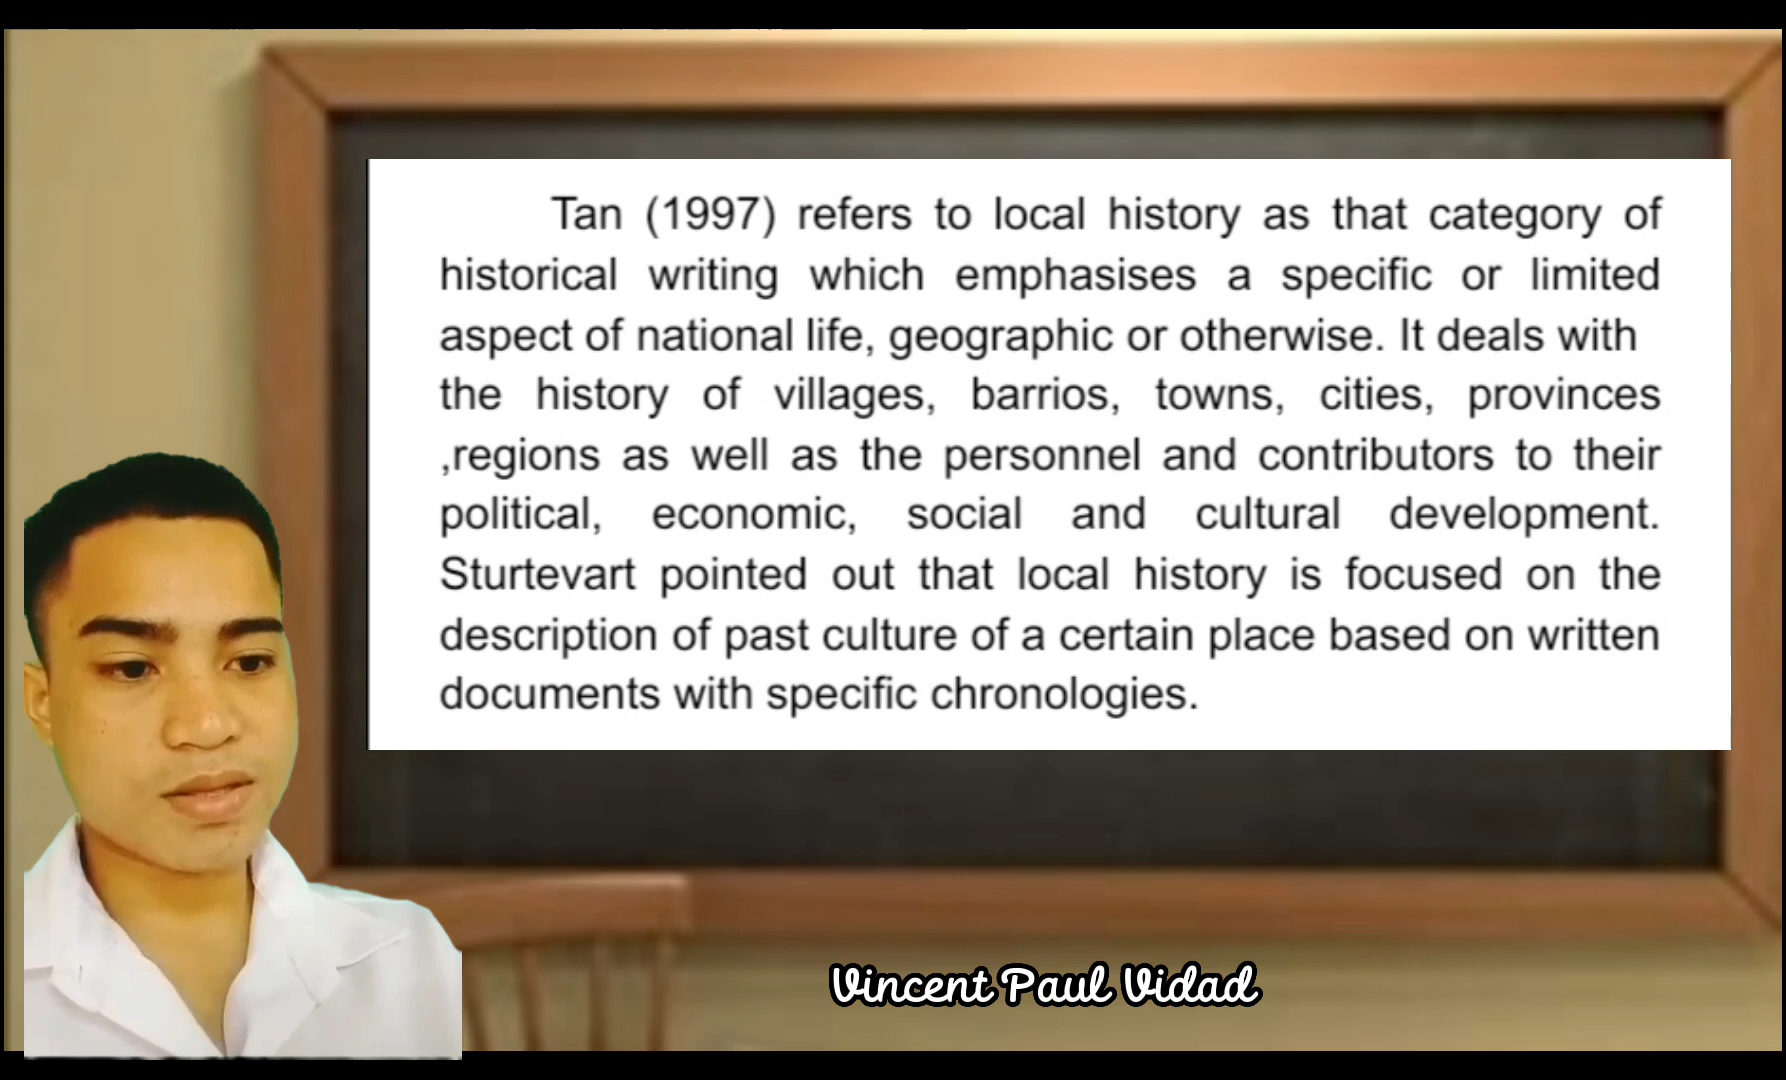 Tan (1997) refers to local history as that category of
historical writing which emphasises a specific or limited
aspect of national life, geographic or otherwise. It deals with
the history of villages, barrios, towns, cities, provinces
,regions as well as the personnel and contributors to their
political, economic, social and cultural development.
Sturtevart pointed out that local history is focused on the
description of past culture of a certain place based on written
documents with specific chronologies.
Vincent Paul Vidad